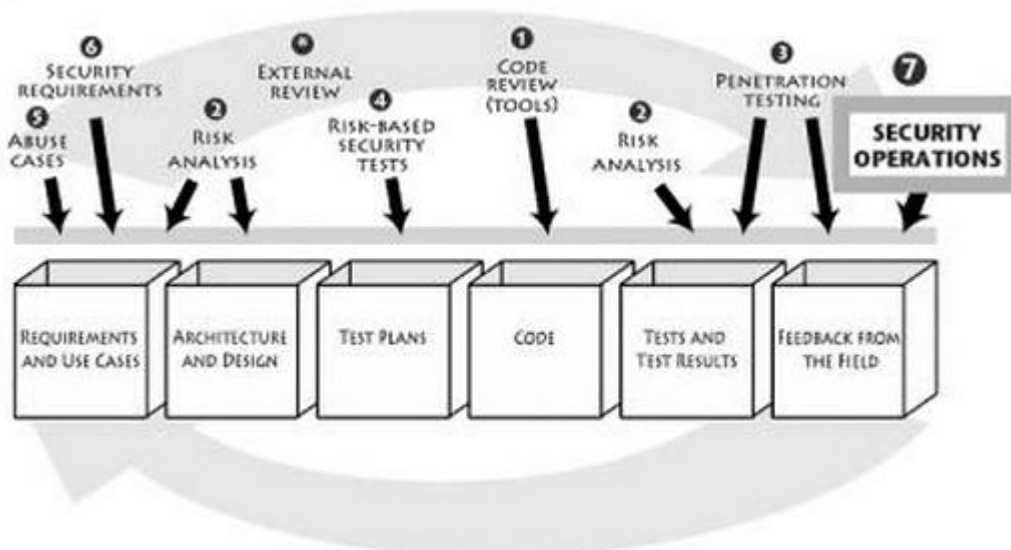 6
SECURITY
REQUIREMENTS
5
ABUSE
CASES
2
RISK
ANALYSIS
*
EXTERNAL
REVIEW
4
RISK-BASED
SECURITY
TESTS
1
CODE
REVIEW
(TOOLS)
2
RISK
ANALYSIS
3
PENETRATION
TESTING
7
SECURITY
OPERATIONS
REQUIREMENTS
AND USE CASES
ARCHITECTURE
AND DESIGN
TEST PLANS
CODE
TESTS AND
TEST RESULTS
FEEDBACK FROM
THE FIELD